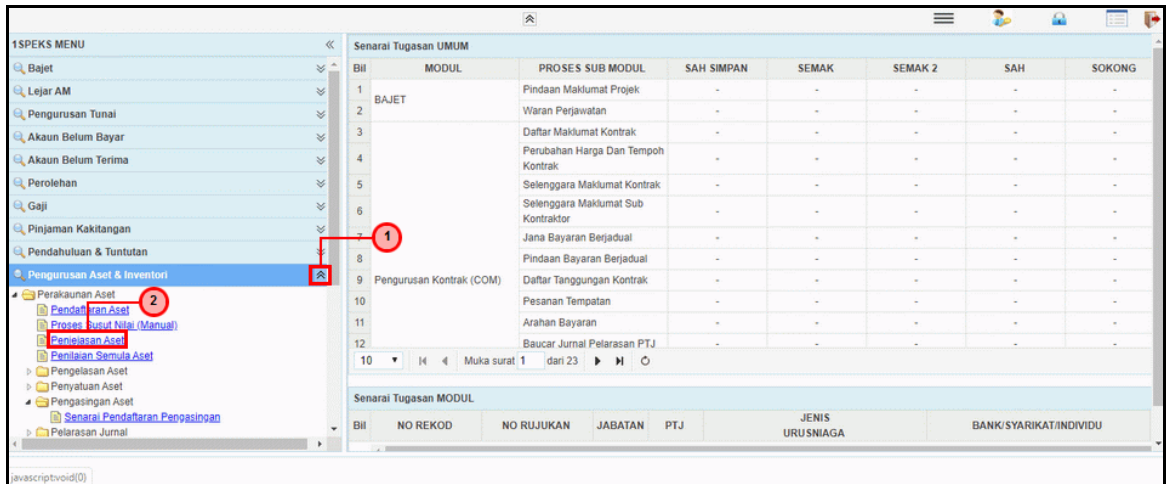 1SPEKS MENU
Bajet
Lejar AM
Pengurusan Tunai
Akaun Belum Bayar
Akaun Belum Terima
Perolehan
Gaji
Pinjaman Kakitangan
Pendahuluan & Tuntutan
1
Pengurusan Aset & Inventori
Perakaunan Aset
2
Pendaftaran Aset
Proses Susut Nilai (Manual)
Penjejasan Aset
Penilaian Semula Aset
Pengelasan Aset
Penyatuan Aset
Pengasingan Aset
Senarai Pendaftaran Pengasingan
Pelarasan Jurnal
Senarai Tugasan UMUM
Bil MODUL PROSES SUB MODUL SAH SIMPAN SEMAK SEMAK 2 SAH SOKONG
1 BAJET Pindaan Maklumat Projek - - - - -
2 Waran Perjawatan - - - - -
3 Daftar Maklumat Kontrak - - - - -
4 Perubahan Harga Dan Tempoh
Kontrak - - - - -
5 Selenggara Maklumat Kontrak - - - - -
6 Selenggara Maklumat Sub
Kontraktor - - - - -
7 Jana Bayaran Berjadual - - - - -
8 Pindaan Bayaran Berjadual - - - - -
9 Pengurusan Kontrak (COM) Daftar Tanggungan Kontrak - - - - -
10 Pesanan Tempatan - - - - -
11 Arahan Bayaran - - - - -
12 Baucar Jurnal Pelarasan PTJ - - - - -
10 Muka surat 1 dari 23
Senarai Tugasan MODUL
Bil NO REKOD NO RUJUKAN JABATAN PTJ JENIS
URUSNIAGA BANK/SYARIKAT/INDIVIDU
javascript:void(0)